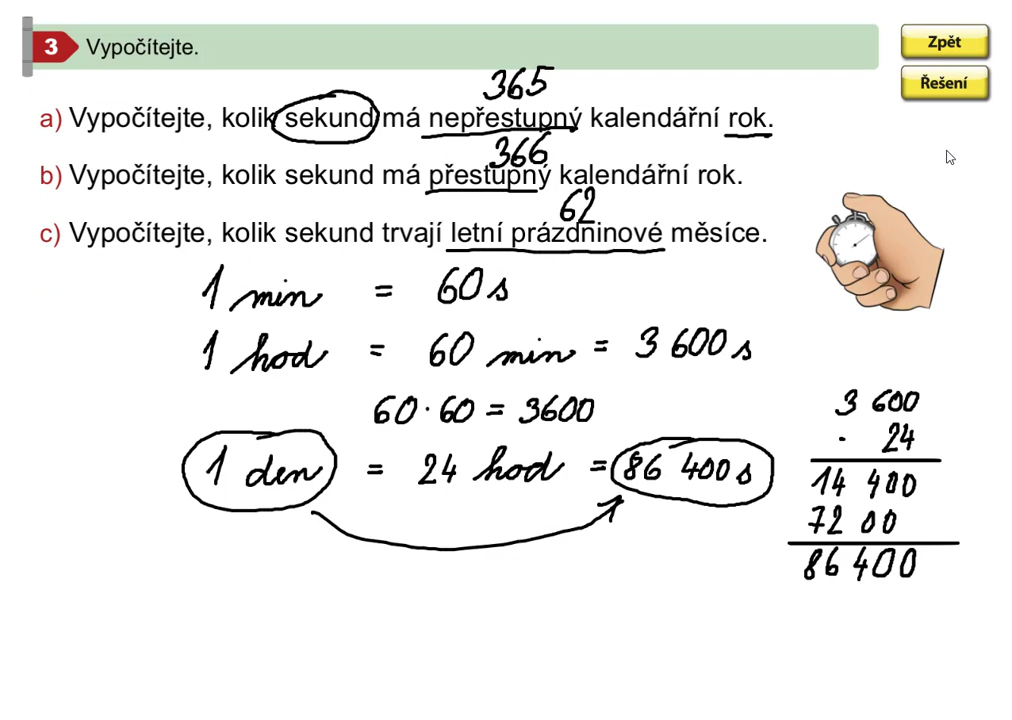 3 Vypočítejte.
Zpět
Řešení
365
a) Vypočítejte, kolik sekund má nepřestupný kalendářní rok.
366
b) Vypočítejte, kolik sekund má přestupný kalendářní rok.
62
c) Vypočítejte, kolik sekund trvají letní prázdninové měsíce.
1 min = 60 s
1 hod = 60 min = 3 600 s
60 · 60 = 3600
1 den = 24 hod = 86 400 s
3 600
· 24
14 400
72 00
86 400